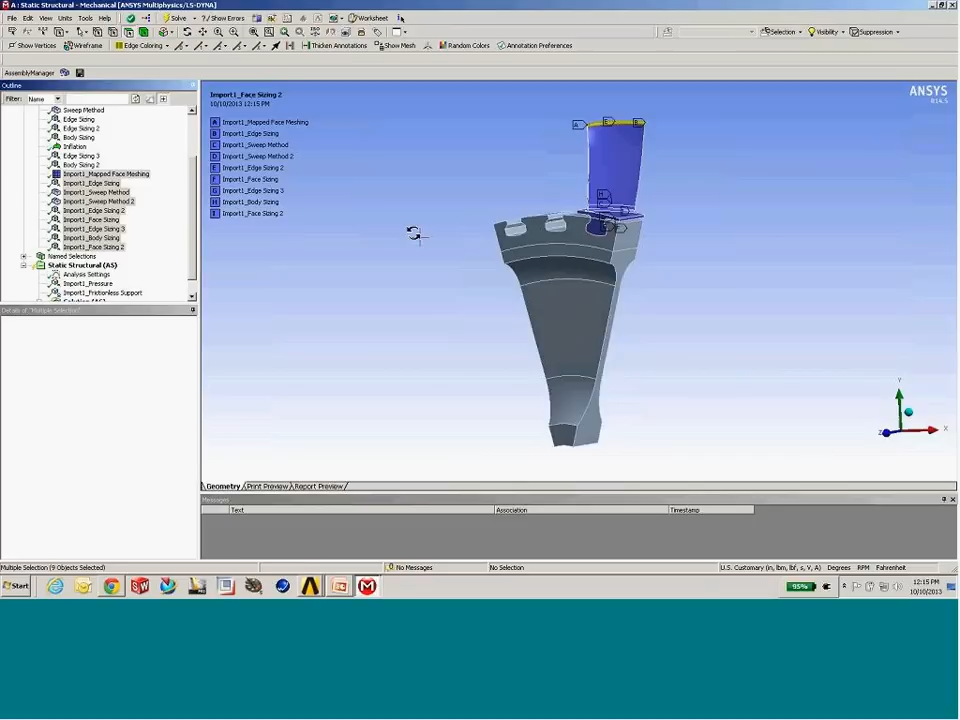 A : Static Structural - Mechanical [ANSYS Multiphysics/LS-DYNA]
File Edit View Units Tools Help Solve ?/Show Errors Worksheet
Selection Visibility Suppression
Show Vertices Wireframe Edge Coloring Thicken Annotations Show Mesh Random Colors Annotation Preferences
AssemblyManager
Outline
Filter: Name
Sweep Method
Edge Sizing
Edge Sizing 2
Body Sizing
Inflation
Edge Sizing 3
Body Sizing 2
Import1_Mapped Face Meshing
Import1_Edge Sizing
Import1_Sweep Method
Import1_Sweep Method 2
Import1_Edge Sizing 2
Import1_Face Sizing
Import1_Edge Sizing 3
Import1_Body Sizing
Import1_Face Sizing 2
Named Selections
Static Structural (A5)
Analysis Settings
Import1_Pressure
Import1_Frictionless Support
Solution (A6)
Details of "Multiple Selection"
Import1_Face Sizing 2
10/10/2013 12:15 PM
A Import1_Mapped Face Meshing
B Import1_Edge Sizing
C Import1_Sweep Method
D Import1_Sweep Method 2
E Import1_Edge Sizing 2
F Import1_Face Sizing
G Import1_Edge Sizing 3
H Import1_Body Sizing
I Import1_Face Sizing 2
ANSYS
R14.5
A E B
H
Y
X
Z
Geometry Print Preview Report Preview
Messages
Text Association Timestamp
Multiple Selection (9 Objects Selected) No Messages No Selection U.S. Customary (in, lbm, lbf, s, V, A) Degrees RPM Fahrenheit
Start 95% 12:15 PM
10/10/2013